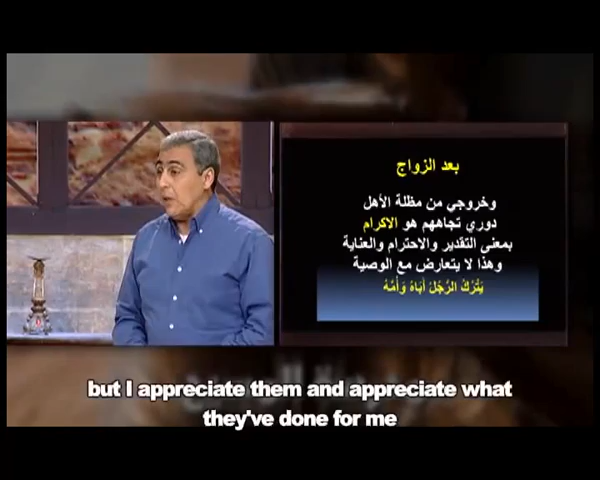 بعد الزواج
وخروجي من مظلة الأهل
دوري تجاههم هو الاكرام
بمعنى التقدير والاحترام والعناية
وهذا لا يتعارض مع الوصية
يَتْرُكُ الرَّجُلُ أَبَاهُ وَأُمَّهُ
but I appreciate them and appreciate what
they've done for me